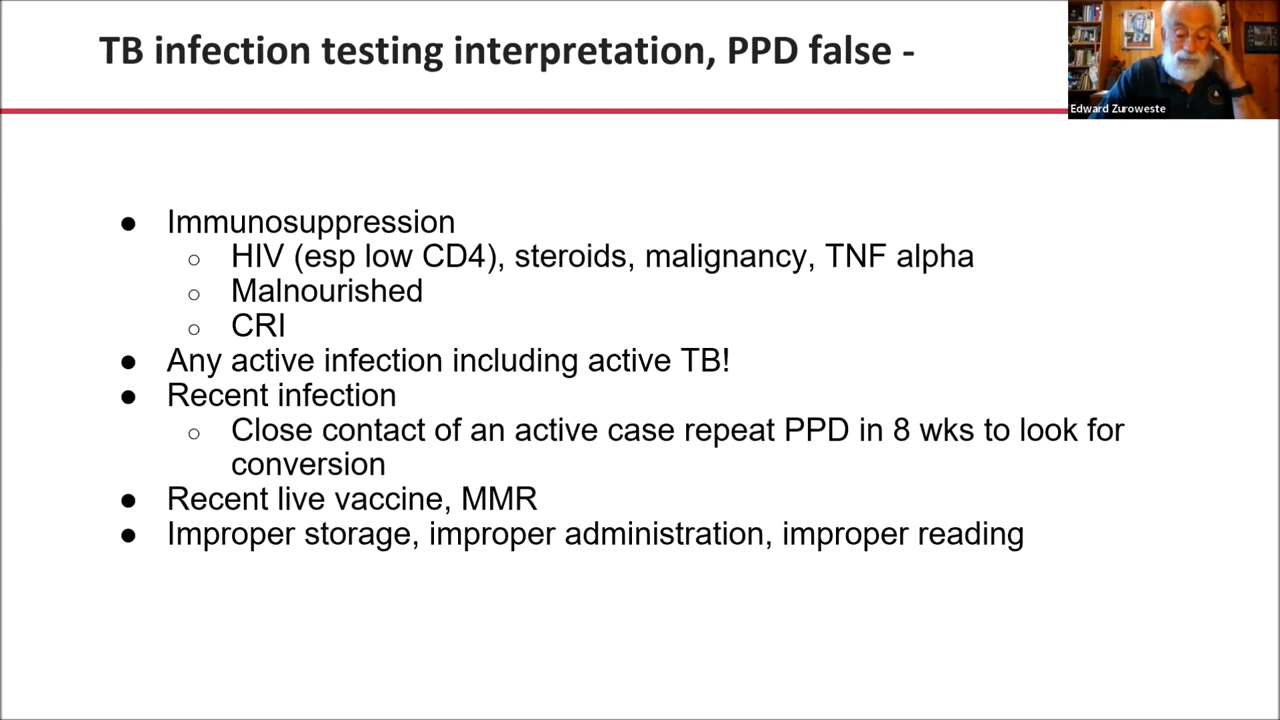 TB infection testing interpretation, PPD false -
Edward Zuroweste
● Immunosuppression
○ HIV (esp low CD4), steroids, malignancy, TNF alpha
○ Malnourished
○ CRI
● Any active infection including active TB!
● Recent infection
○ Close contact of an active case repeat PPD in 8 wks to look for
conversion
● Recent live vaccine, MMR
● Improper storage, improper administration, improper reading